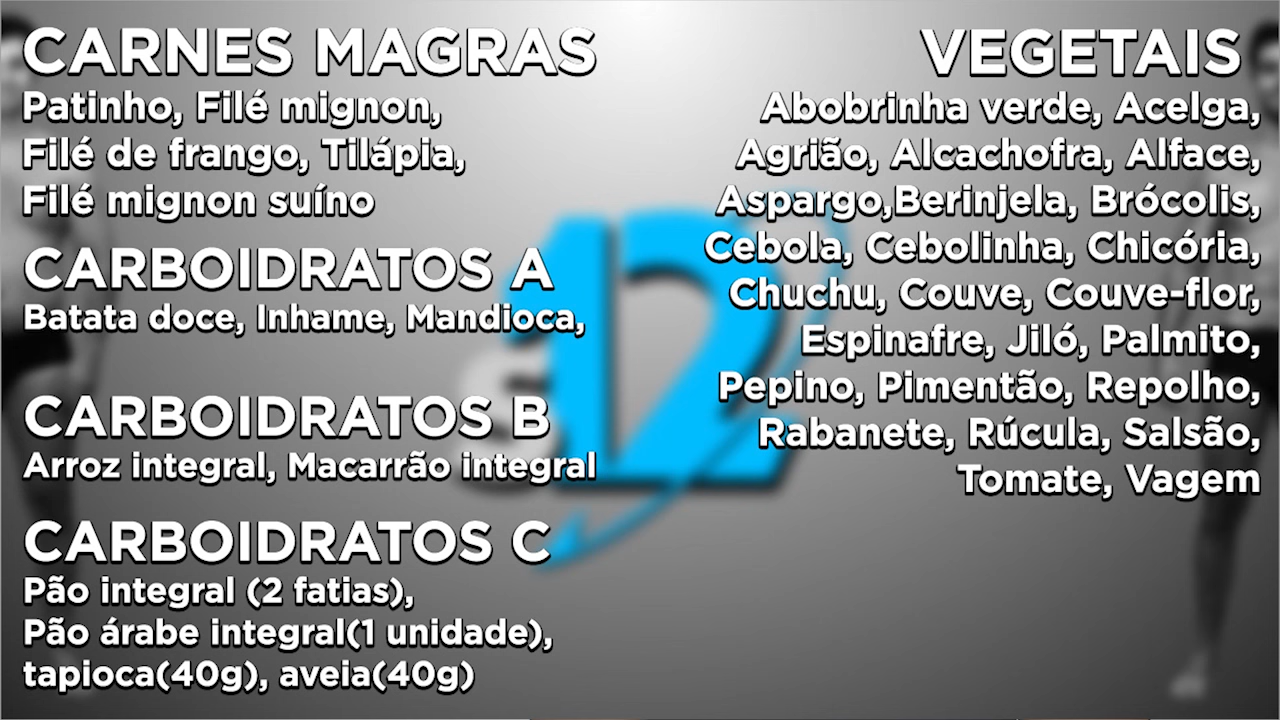 CARNES MAGRAS
Patinho, Filé mignon,
Filé de frango, Tilápia,
Filé mignon suíno
CARBOIDRATOS A
Batata doce, Inhame, Mandioca,
CARBOIDRATOS B
Arroz integral, Macarrão integral
CARBOIDRATOS C
Pão integral (2 fatias),
Pão árabe integral(1 unidade),
tapioca(40g), aveia(40g)
VEGETAIS
Abobrinha verde, Acelga,
Agrião, Alcachofra, Alface,
Aspargo,Berinjela, Brócolis,
Cebola, Cebolinha, Chicória,
Chuchu, Couve, Couve-flor,
Espinafre, Jiló, Palmito,
Pepino, Pimentão, Repolho,
Rabanete, Rúcula, Salsão,
Tomate, Vagem